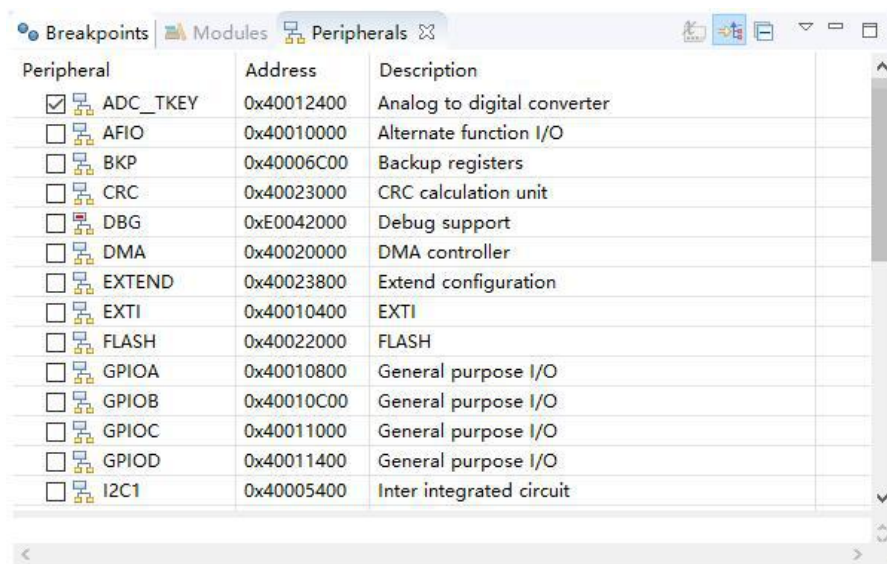 Breakpoints Modules Peripherals
Peripheral Address Description
ADC_TKEY 0x40012400 Analog to digital converter
AFIO 0x40010000 Alternate function I/O
BKP 0x40006C00 Backup registers
CRC 0x40023000 CRC calculation unit
DBG 0xE0042000 Debug support
DMA 0x40020000 DMA controller
EXTEND 0x40023800 Extend configuration
EXTI 0x40010400 EXTI
FLASH 0x40022000 FLASH
GPIOA 0x40010800 General purpose I/O
GPIOB 0x40010C00 General purpose I/O
GPIOC 0x40011000 General purpose I/O
GPIOD 0x40011400 General purpose I/O
I2C1 0x40005400 Inter integrated circuit